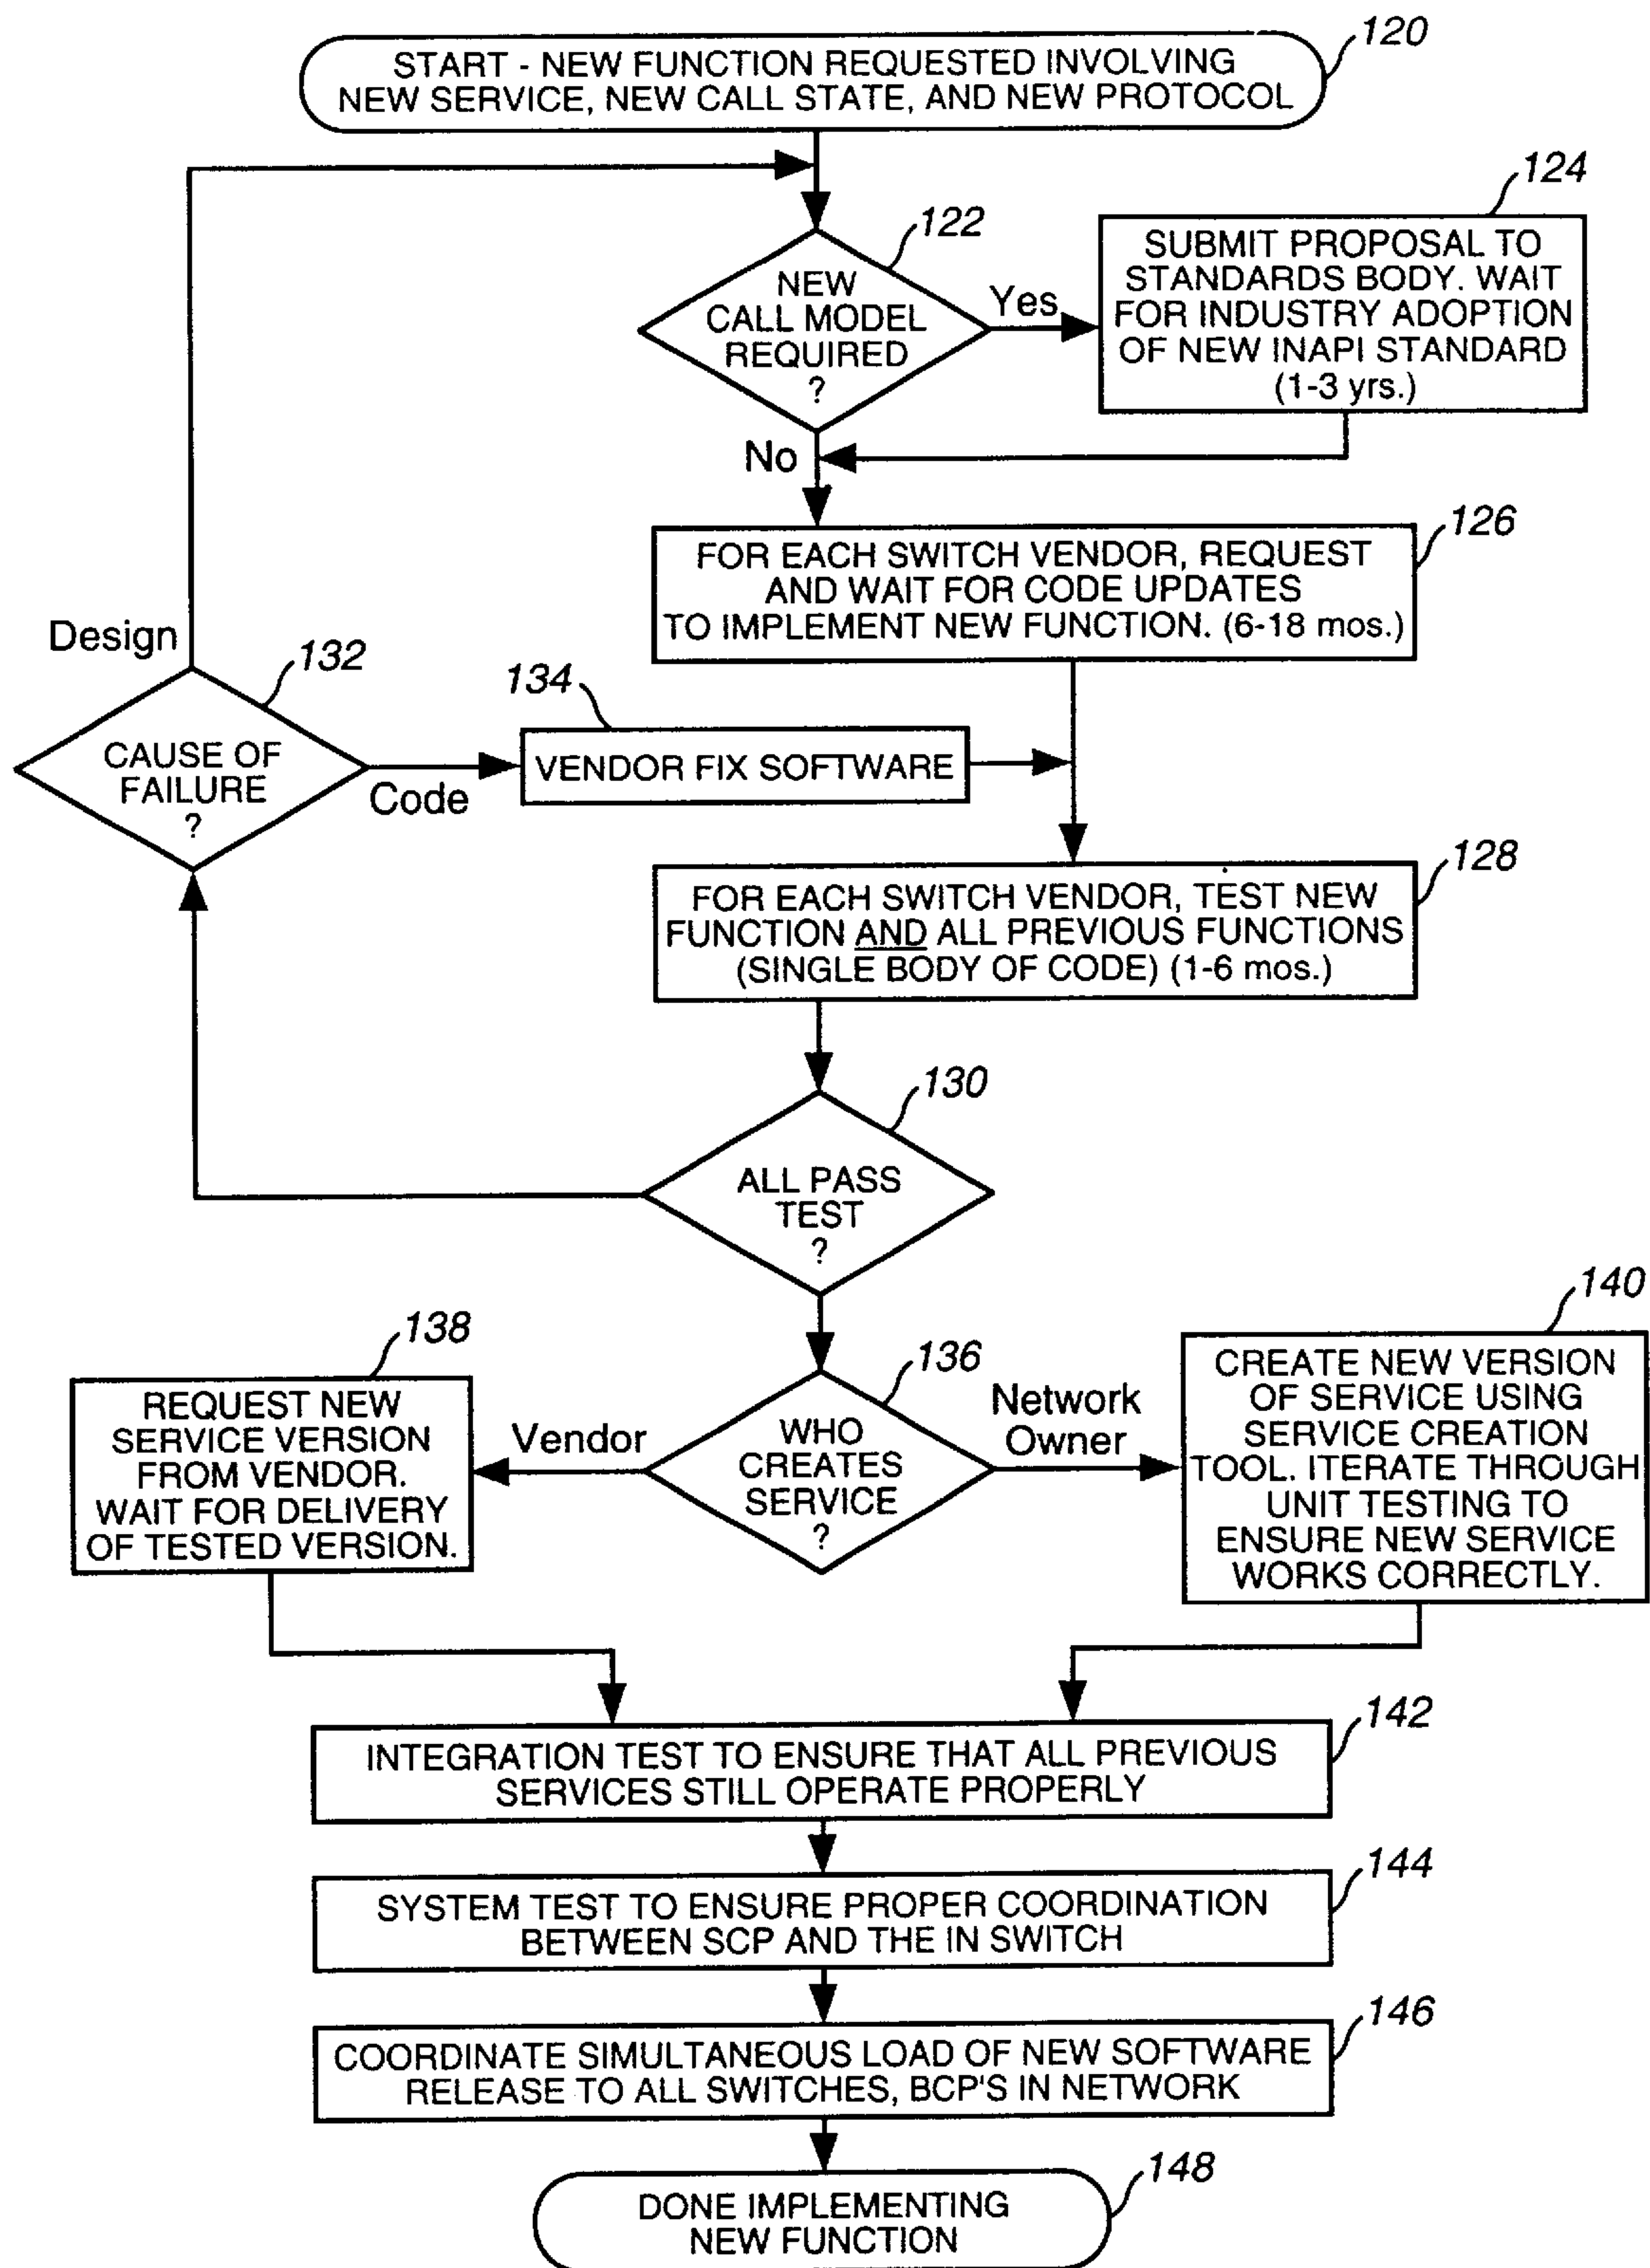 120
START - NEW FUNCTION REQUESTED INVOLVING
NEW SERVICE, NEW CALL STATE, AND NEW PROTOCOL
122
NEW
CALL MODEL
REQUIRED
?
Yes
No
124
SUBMIT PROPOSAL TO
STANDARDS BODY. WAIT
FOR INDUSTRY ADOPTION
OF NEW INAPI STANDARD
(1-3 yrs.)
126
FOR EACH SWITCH VENDOR, REQUEST
AND WAIT FOR CODE UPDATES
TO IMPLEMENT NEW FUNCTION. (6-18 mos.)
Design
132
CAUSE OF
FAILURE
?
Code
134
VENDOR FIX SOFTWARE
128
FOR EACH SWITCH VENDOR, TEST NEW
FUNCTION AND ALL PREVIOUS FUNCTIONS
(SINGLE BODY OF CODE) (1-6 mos.)
130
ALL PASS
TEST
?
136
WHO
CREATES
SERVICE
?
Vendor
Network
Owner
138
REQUEST NEW
SERVICE VERSION
FROM VENDOR.
WAIT FOR DELIVERY
OF TESTED VERSION.
140
CREATE NEW VERSION
OF SERVICE USING
SERVICE CREATION
TOOL. ITERATE THROUGH
UNIT TESTING TO
ENSURE NEW SERVICE
WORKS CORRECTLY.
142
INTEGRATION TEST TO ENSURE THAT ALL PREVIOUS
SERVICES STILL OPERATE PROPERLY
144
SYSTEM TEST TO ENSURE PROPER COORDINATION
BETWEEN SCP AND THE IN SWITCH
146
COORDINATE SIMULTANEOUS LOAD OF NEW SOFTWARE
RELEASE TO ALL SWITCHES, BCP'S IN NETWORK
148
DONE IMPLEMENTING
NEW FUNCTION